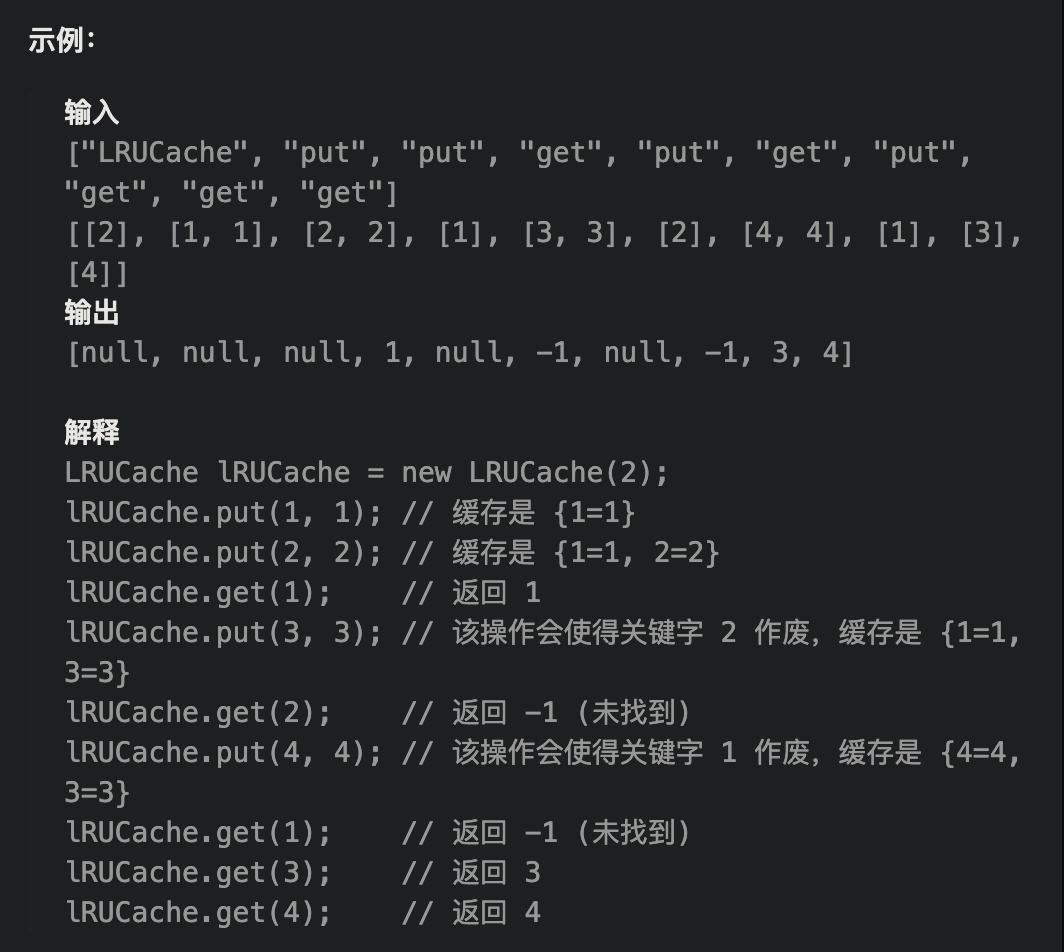 示例：
输入
["LRUCache", "put", "put", "get", "put", "get", "put",
"get", "get", "get"]
[[2], [1, 1], [2, 2], [1], [3, 3], [2], [4, 4], [1], [3],
[4]]
输出
[null, null, null, 1, null, -1, null, -1, 3, 4]
解释
LRUCache lRUCache = new LRUCache(2);
lRUCache.put(1, 1); // 缓存是 {1=1}
lRUCache.put(2, 2); // 缓存是 {1=1, 2=2}
lRUCache.get(1);    // 返回 1
lRUCache.put(3, 3); // 该操作会使得关键字 2 作废，缓存是 {1=1,
3=3}
lRUCache.get(2);    // 返回 -1 (未找到)
lRUCache.put(4, 4); // 该操作会使得关键字 1 作废，缓存是 {4=4,
3=3}
lRUCache.get(1);    // 返回 -1 (未找到)
lRUCache.get(3);    // 返回 3
lRUCache.get(4);    // 返回 4